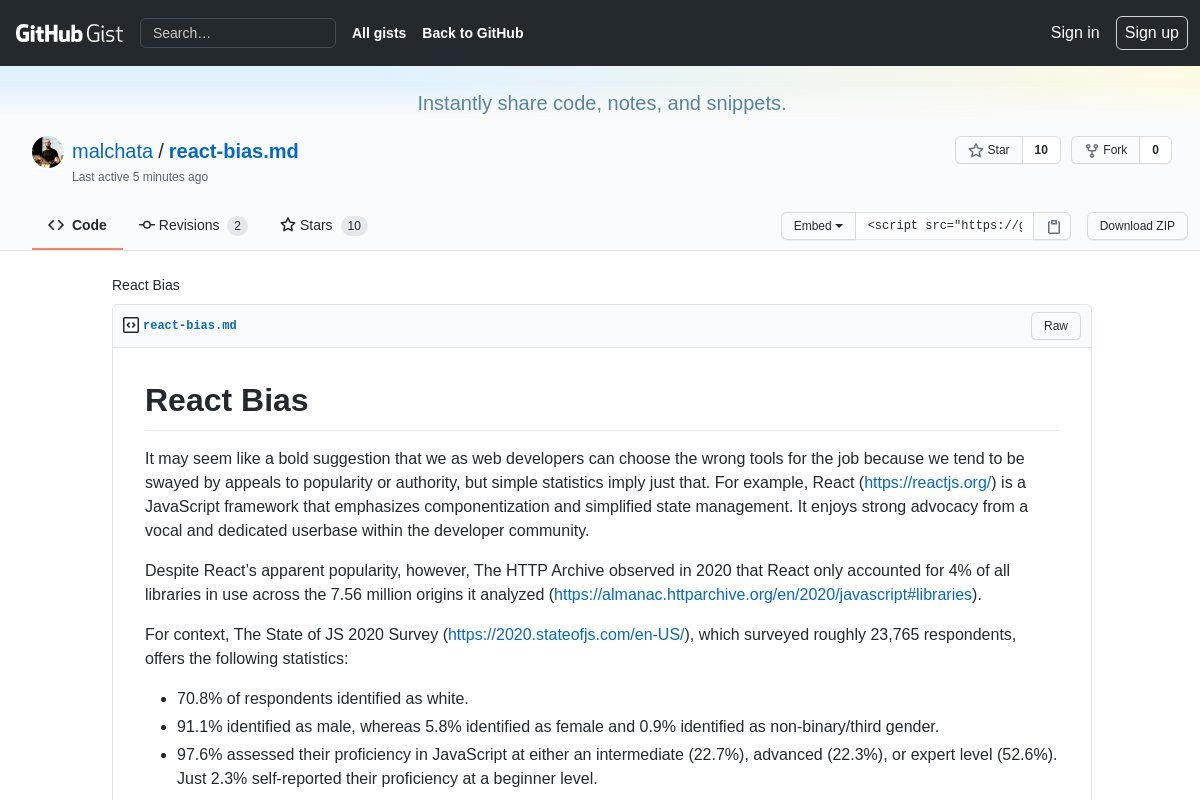 GitHub Gist Search… All gists Back to GitHub Sign in Sign up
Instantly share code, notes, and snippets.
malchata / react-bias.md
Star 10 Fork 0
Last active 5 minutes ago
Code Revisions 2 Stars 10 Embed <script src="https://g Download ZIP
React Bias
react-bias.md Raw
React Bias
It may seem like a bold suggestion that we as web developers can choose the wrong tools for the job because we tend to be
swayed by appeals to popularity or authority, but simple statistics imply just that. For example, React (https://reactjs.org/) is a
JavaScript framework that emphasizes componentization and simplified state management. It enjoys strong advocacy from a
vocal and dedicated userbase within the developer community.
Despite React's apparent popularity, however, The HTTP Archive observed in 2020 that React only accounted for 4% of all
libraries in use across the 7.56 million origins it analyzed (https://almanac.httparchive.org/en/2020/javascript#libraries).
For context, The State of JS 2020 Survey (https://2020.stateofjs.com/en-US/), which surveyed roughly 23,765 respondents,
offers the following statistics:
• 70.8% of respondents identified as white.
• 91.1% identified as male, whereas 5.8% identified as female and 0.9% identified as non-binary/third gender.
• 97.6% assessed their proficiency in JavaScript at either an intermediate (22.7%), advanced (22.3%), or expert level (52.6%).
Just 2.3% self-reported their proficiency at a beginner level.